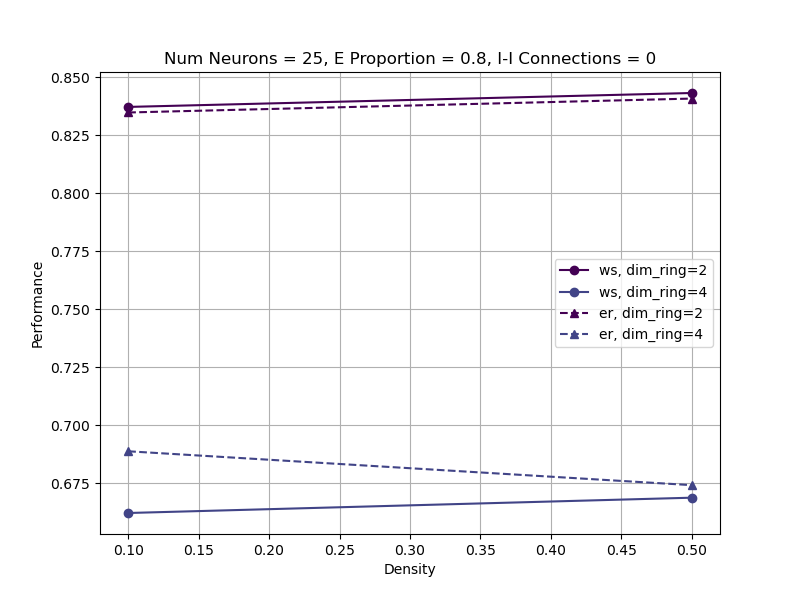 Num Neurons = 25, E Proportion = 0.8, I-I Connections = 0
0.850
0.825
0.800
0.775
0.750
0.725
0.700
0.675
Performance
ws, dim_ring=2
ws, dim_ring=4
er, dim_ring=2
er, dim_ring=4
0.10 0.15 0.20 0.25 0.30 0.35 0.40 0.45 0.50
Density